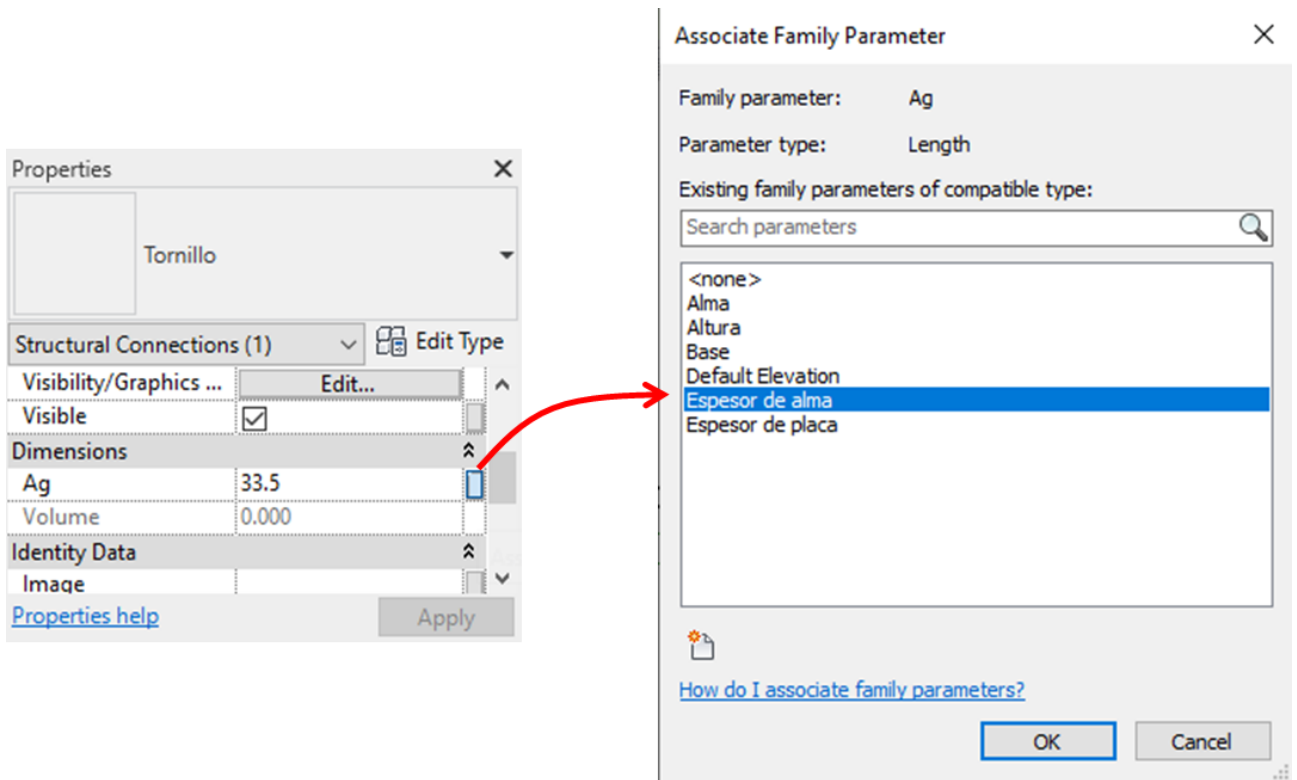 Properties
Tornillo
Structural Connections (1)
Edit Type
Visibility/Graphics ...
Edit...
Visible
Dimensions
Ag
33.5
Volume
0.000
Identity Data
Image
Properties help
Apply
Associate Family Parameter
Family parameter:
Ag
Parameter type:
Length
Existing family parameters of compatible type:
Search parameters
<none>
Alma
Altura
Base
Default Elevation
Espesor de alma
Espesor de placa
How do I associate family parameters?
OK
Cancel